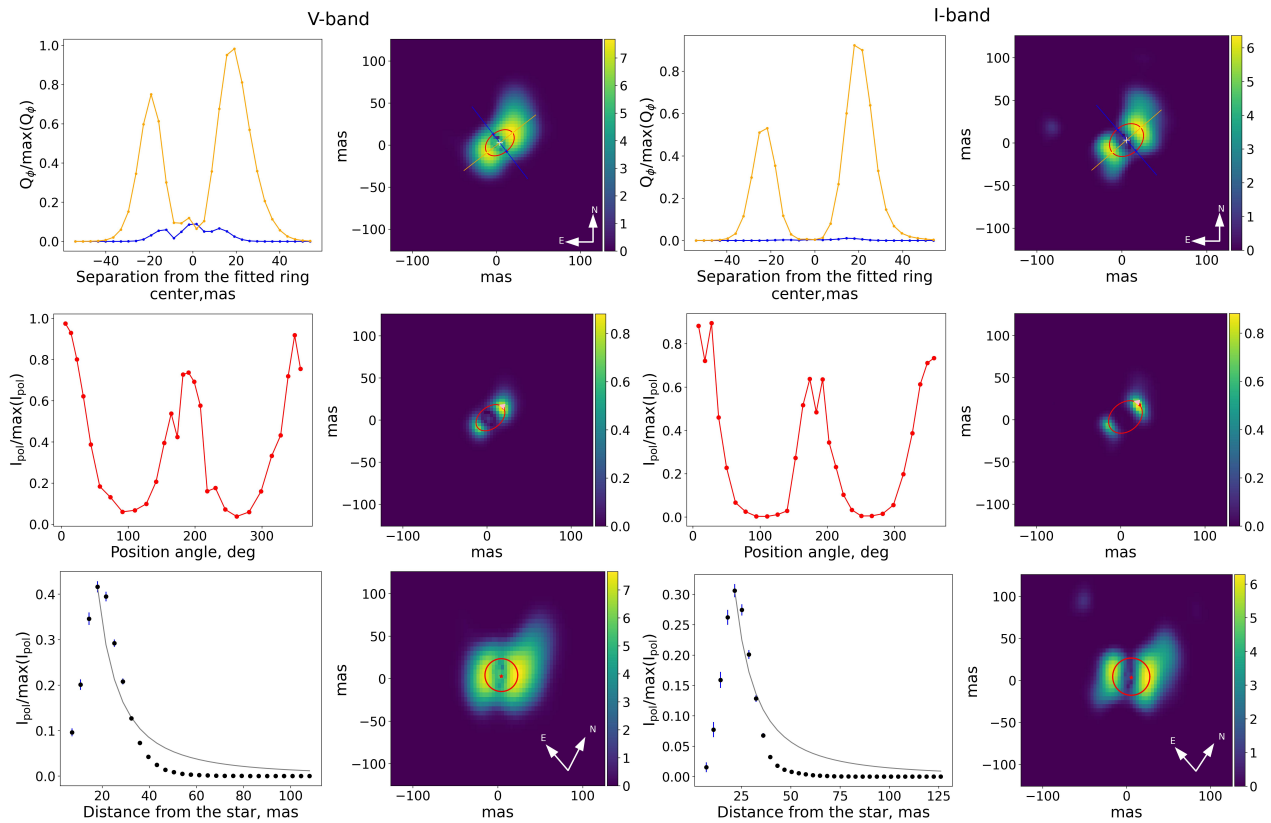 V-band
I-band
1.0
0.8
0.6
0.4
0.2
0.0
Qϕ/max(Qϕ)
−40 −20 0 20 40
Separation from the fitted ring
center,mas
100
50
0
−50
−100
mas
−100 0 100
mas
N
E
7
6
5
4
3
2
1
0
0.8
0.6
0.4
0.2
0.0
Qϕ/max(Qϕ)
−40 −20 0 20 40
Separation from the fitted ring
center,mas
100
50
0
−50
−100
mas
−100 0 100
mas
N
E
6
5
4
3
2
1
0
1.0
0.8
0.6
0.4
0.2
0.0
Ipol/max(Ipol)
0 100 200 300
Position angle, deg
100
50
0
−50
−100
mas
−100 0 100
mas
0.8
0.6
0.4
0.2
0.0
0.8
0.6
0.4
0.2
0.0
Ipol/max(Ipol)
0 100 200 300
Position angle, deg
100
50
0
−50
−100
mas
−100 0 100
mas
0.8
0.6
0.4
0.2
0.0
0.4
0.3
0.2
0.1
0.0
Ipol/max(Ipol)
20 40 60 80 100
Distance from the star, mas
100
50
0
−50
−100
mas
−100 0 100
mas
E
N
7
6
5
4
3
2
1
0
0.30
0.25
0.20
0.15
0.10
0.05
0.00
Ipol/max(Ipol)
25 50 75 100 125
Distance from the star, mas
100
50
0
−50
−100
mas
−100 0 100
mas
E
N
6
5
4
3
2
1
0